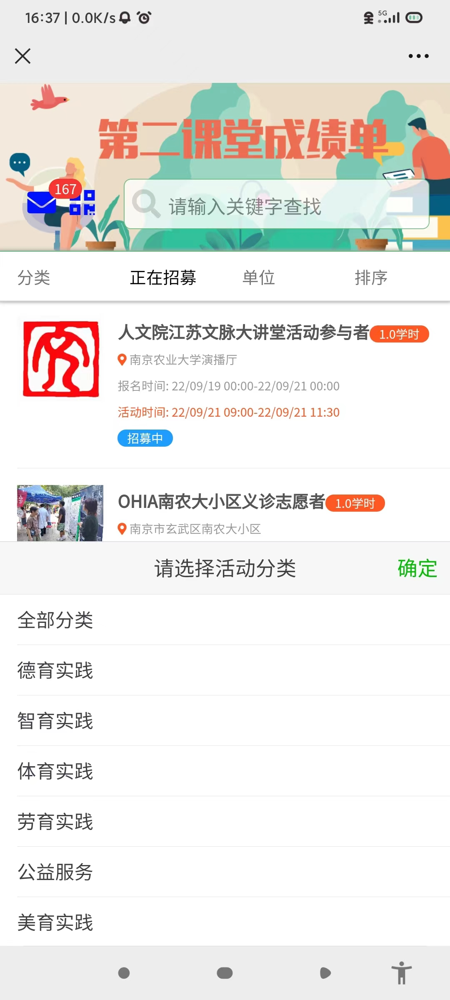 16:37 | 0.0K/s
5G
第二课堂成绩单
167
请输入关键字查找
分类 正在招募 单位 排序
人文院江苏文脉大讲堂活动参与者 1.0学时
南京农业大学演播厅
报名时间: 22/09/19 00:00-22/09/21 00:00
活动时间: 22/09/21 09:00-22/09/21 11:30
招募中
OHIA南农大小区义诊志愿者 1.0学时
南京市玄武区南农大小区
请选择活动分类 确定
全部分类
德育实践
智育实践
体育实践
劳育实践
公益服务
美育实践